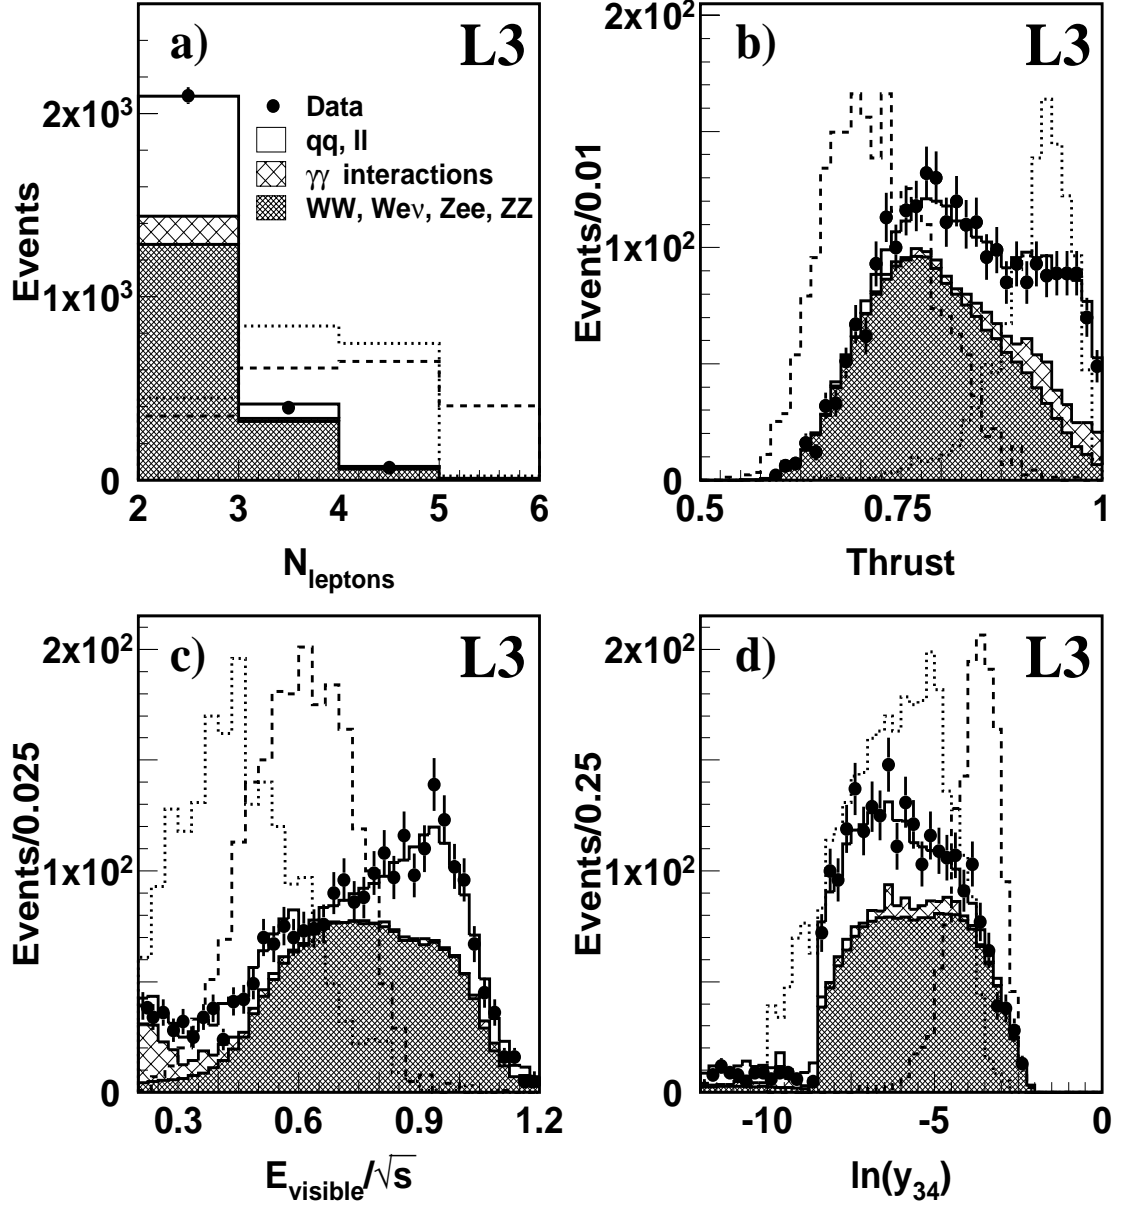 a)
L3
Events
2x10³
1x10³
0
Data
qq, ll
γγ interactions
WW, Weν, Zee, ZZ
2 3 4 5 6
N_leptons
b)
L3
Events/0.01
2x10²
1x10²
0
0.5 0.75 1
Thrust
c)
L3
Events/0.025
2x10²
1x10²
0
0.3 0.6 0.9 1.2
E_visible/√s
d)
L3
Events/0.25
2x10²
1x10²
0
-10 -5 0
ln(y_34)